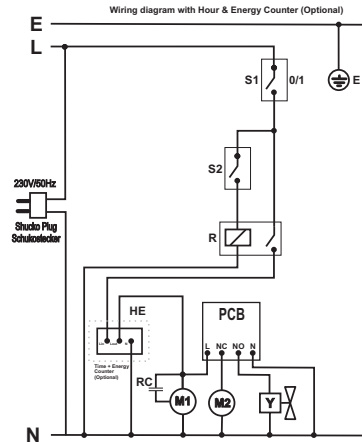 Wiring diagram with Hour & Energy Counter (Optional)
E
L
S1 0/1
E
S2
230V/50Hz
Shucko Plug
Schukostecker
R
HE
PCB
L NC NO N
Time + Energy
Counter
(Optional)
RC
M1
M2
Y
N